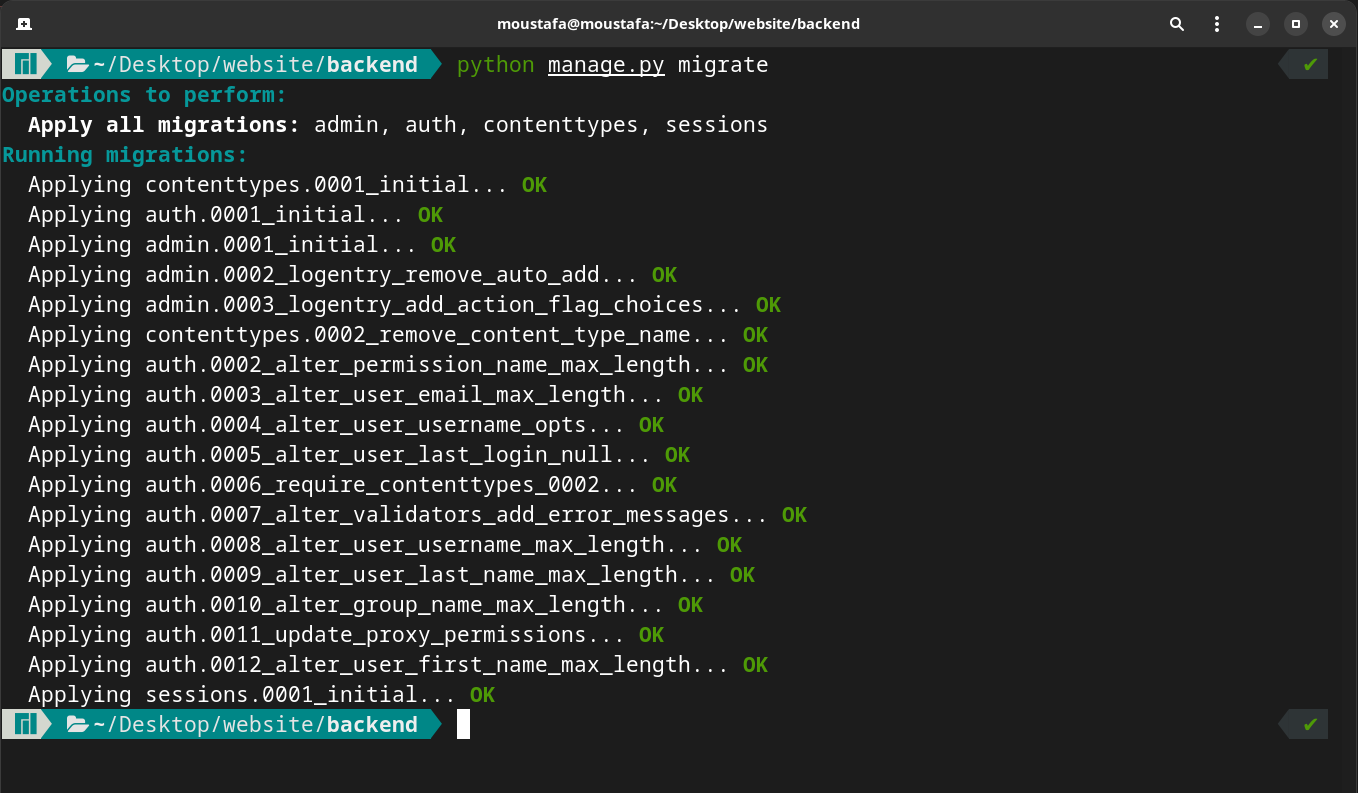 moustafa@moustafa:~/Desktop/website/backend
~/Desktop/website/backend python manage.py migrate ✔
Operations to perform:
Apply all migrations: admin, auth, contenttypes, sessions
Running migrations:
Applying contenttypes.0001_initial... OK
Applying auth.0001_initial... OK
Applying admin.0001_initial... OK
Applying admin.0002_logentry_remove_auto_add... OK
Applying admin.0003_logentry_add_action_flag_choices... OK
Applying contenttypes.0002_remove_content_type_name... OK
Applying auth.0002_alter_permission_name_max_length... OK
Applying auth.0003_alter_user_email_max_length... OK
Applying auth.0004_alter_user_username_opts... OK
Applying auth.0005_alter_user_last_login_null... OK
Applying auth.0006_require_contenttypes_0002... OK
Applying auth.0007_alter_validators_add_error_messages... OK
Applying auth.0008_alter_user_username_max_length... OK
Applying auth.0009_alter_user_last_name_max_length... OK
Applying auth.0010_alter_group_name_max_length... OK
Applying auth.0011_update_proxy_permissions... OK
Applying auth.0012_alter_user_first_name_max_length... OK
Applying sessions.0001_initial... OK
~/Desktop/website/backend ✔